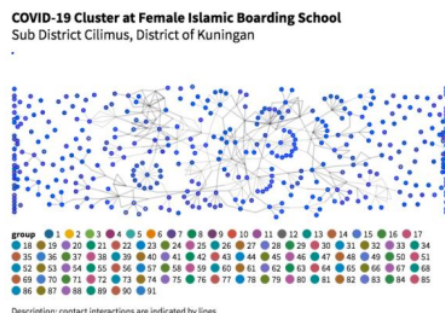 COVID-19 Cluster at Female Islamic Boarding School
Sub District Cilimus, District of Kuningan
group 1 2 3 4 5 6 7 8 9 10 11 12 13 14 15 16 17
18 19 20 21 22 23 24 25 26 27 28 29 30 31 32 33 34
35 36 37 38 39 40 41 42 43 44 45 46 47 48 49 50 51
52 53 54 55 56 57 58 59 60 61 62 63 64 65 66 67 68
69 70 71 72 73 74 75 76 77 78 79 80 81 82 83 84 85
86 87 88 89 90 91
Description: contact interactions are indicated by lines